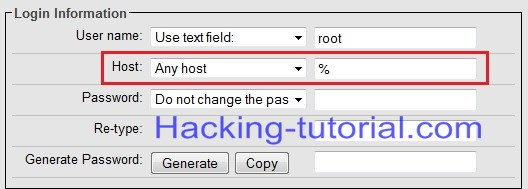 Login Information
User name: Use text field: root
Host: Any host %
Password: Do not change the pas
Re-type:
Hacking-tutorial.com
Generate Password: Generate Copy